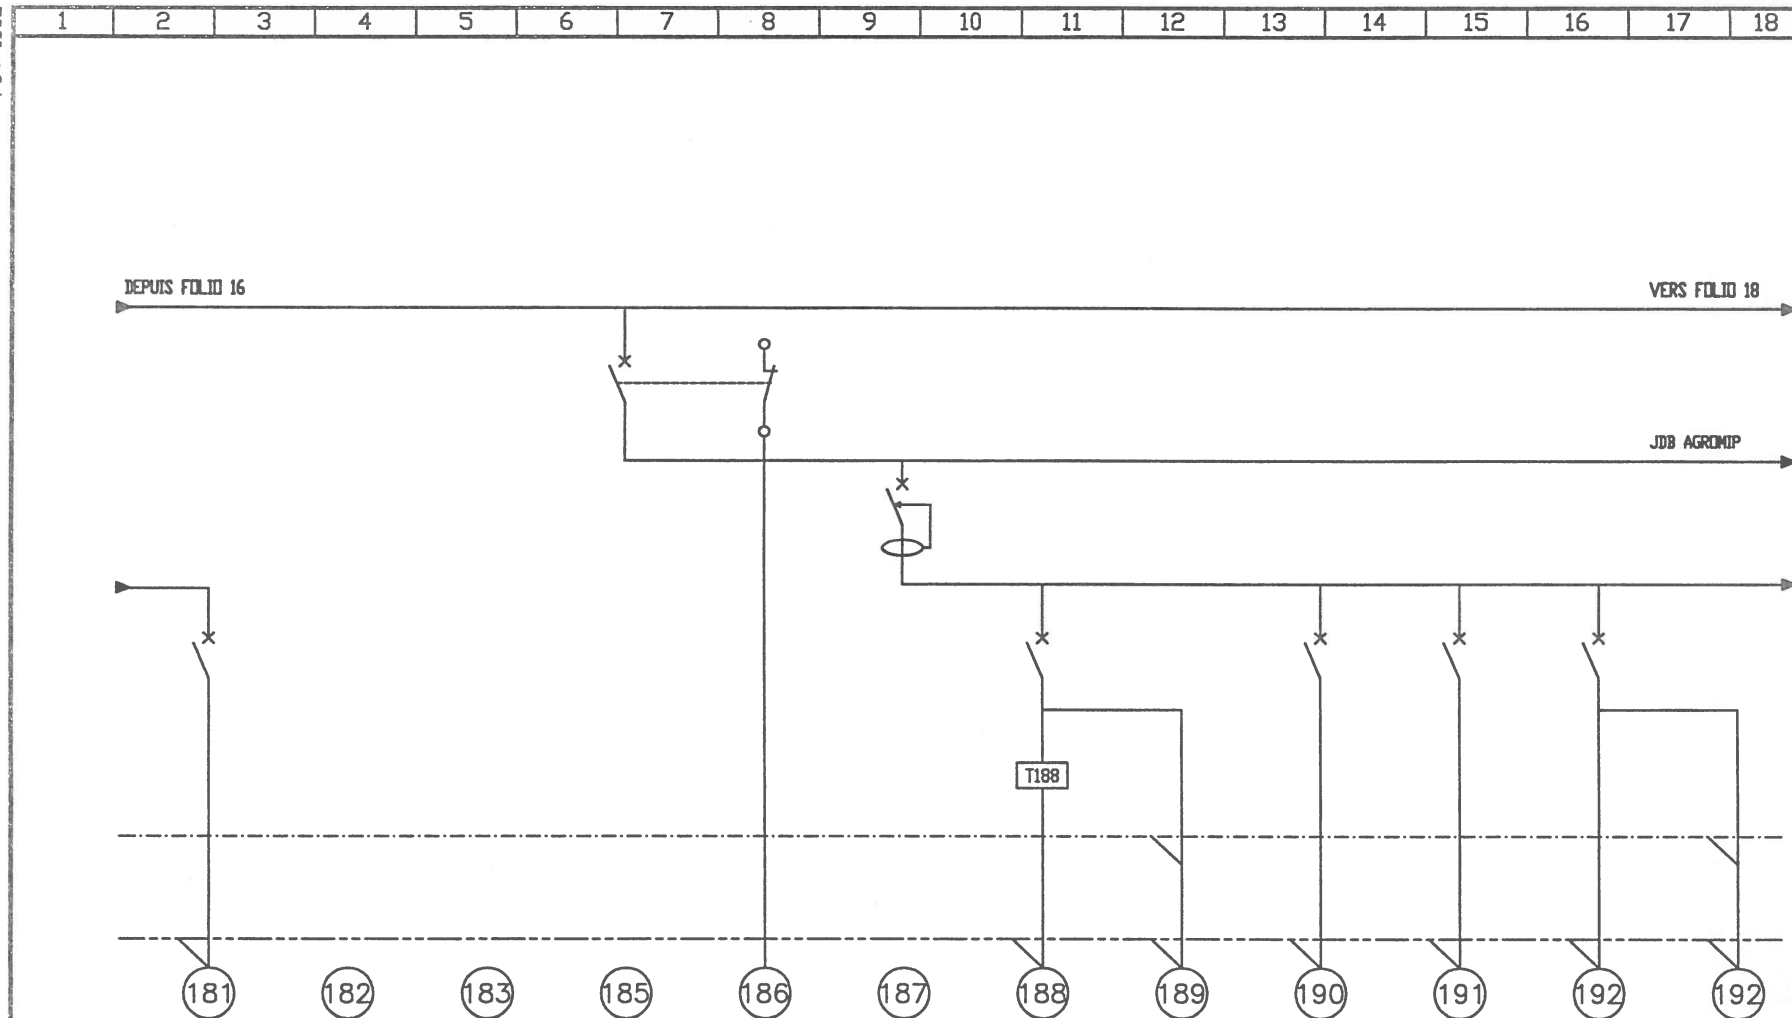 1 2 3 4 5 6 7 8 9 10 11 12 13 14 15 16 17 18
DEPUIS FOLIO 16
VERS FOLIO 18
JDB AGROMIP
T188
181 182 183 185 186 187 188 189 190 191 192 192